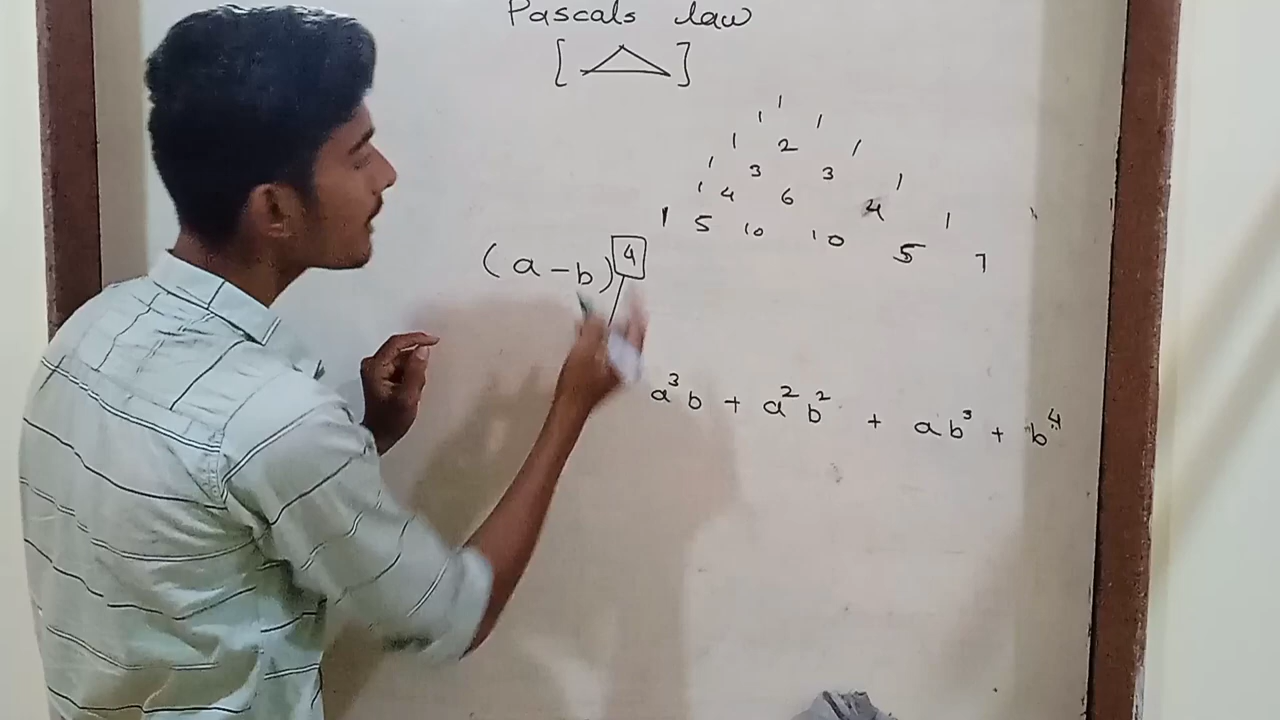 Pascals law
[△]
1
1 1
1 2 1
1 3 3 1
1 4 6 4 1
1 5 10 10 5 1
(a-b)⁴
a³b + a²b² + ab³ + b⁴